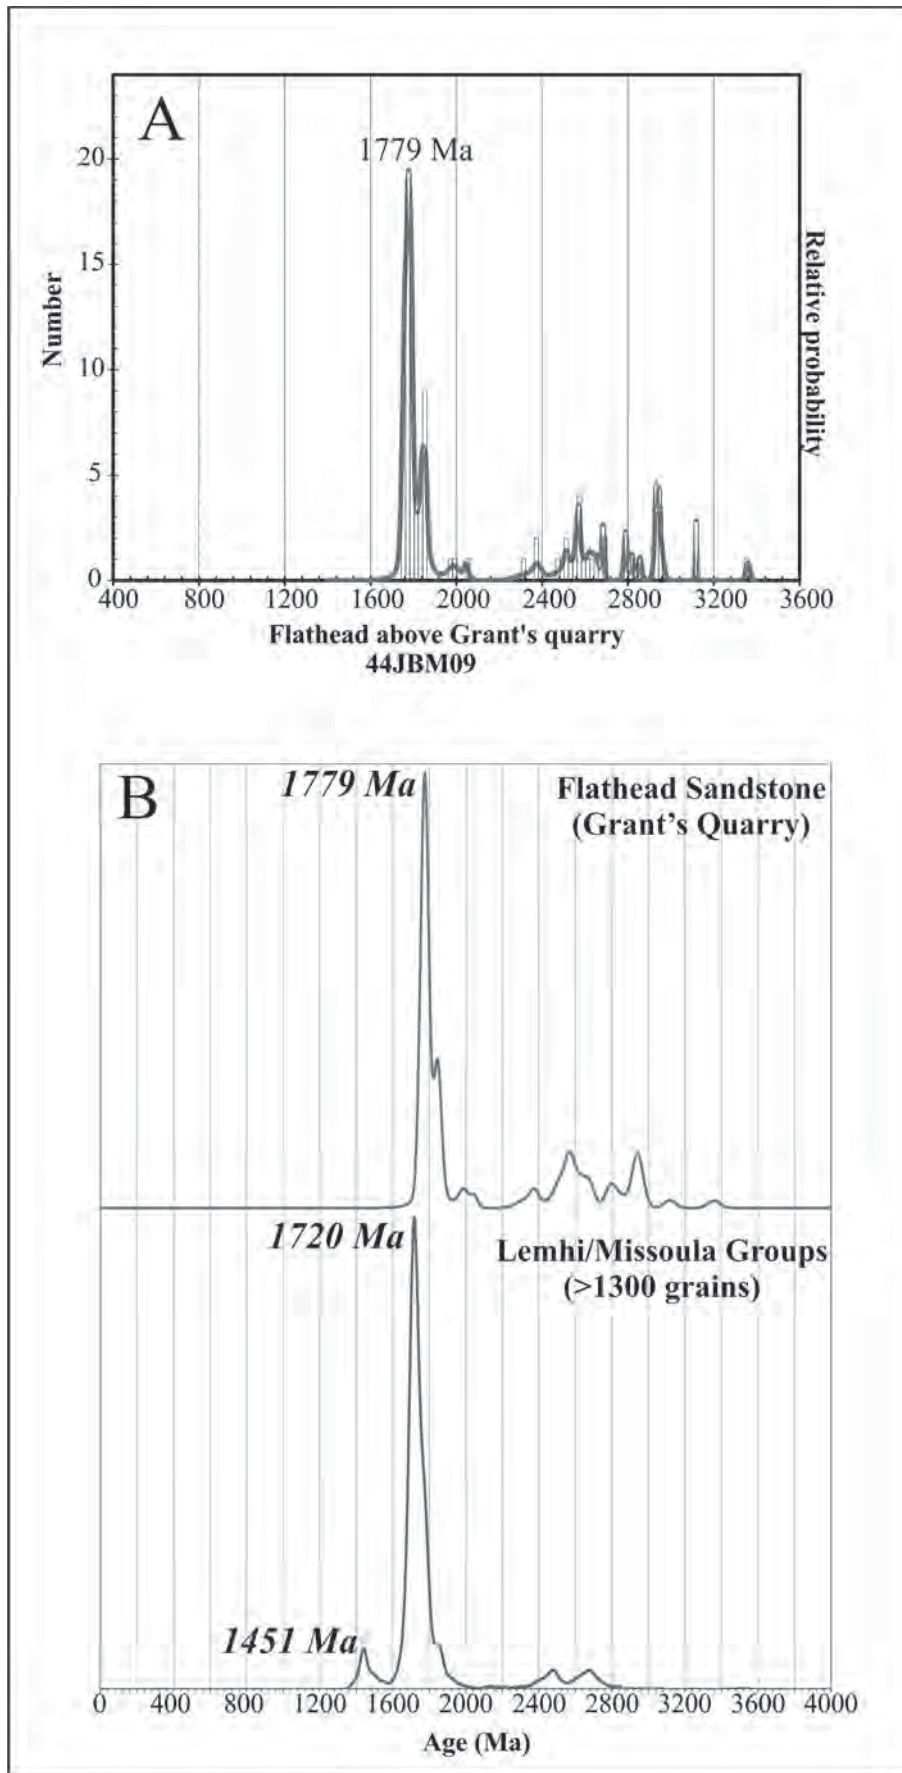 A
1779 Ma
20
15
10
5
0
Number
Relative probability
400 800 1200 1600 2000 2400 2800 3200 3600
Flathead above Grant's quarry
44JBM09
B
1779 Ma
Flathead Sandstone
(Grant’s Quarry)
1720 Ma
Lemhi/Missoula Groups
(>1300 grains)
1451 Ma
0 400 800 1200 1600 2000 2400 2800 3200 3600 4000
Age (Ma)